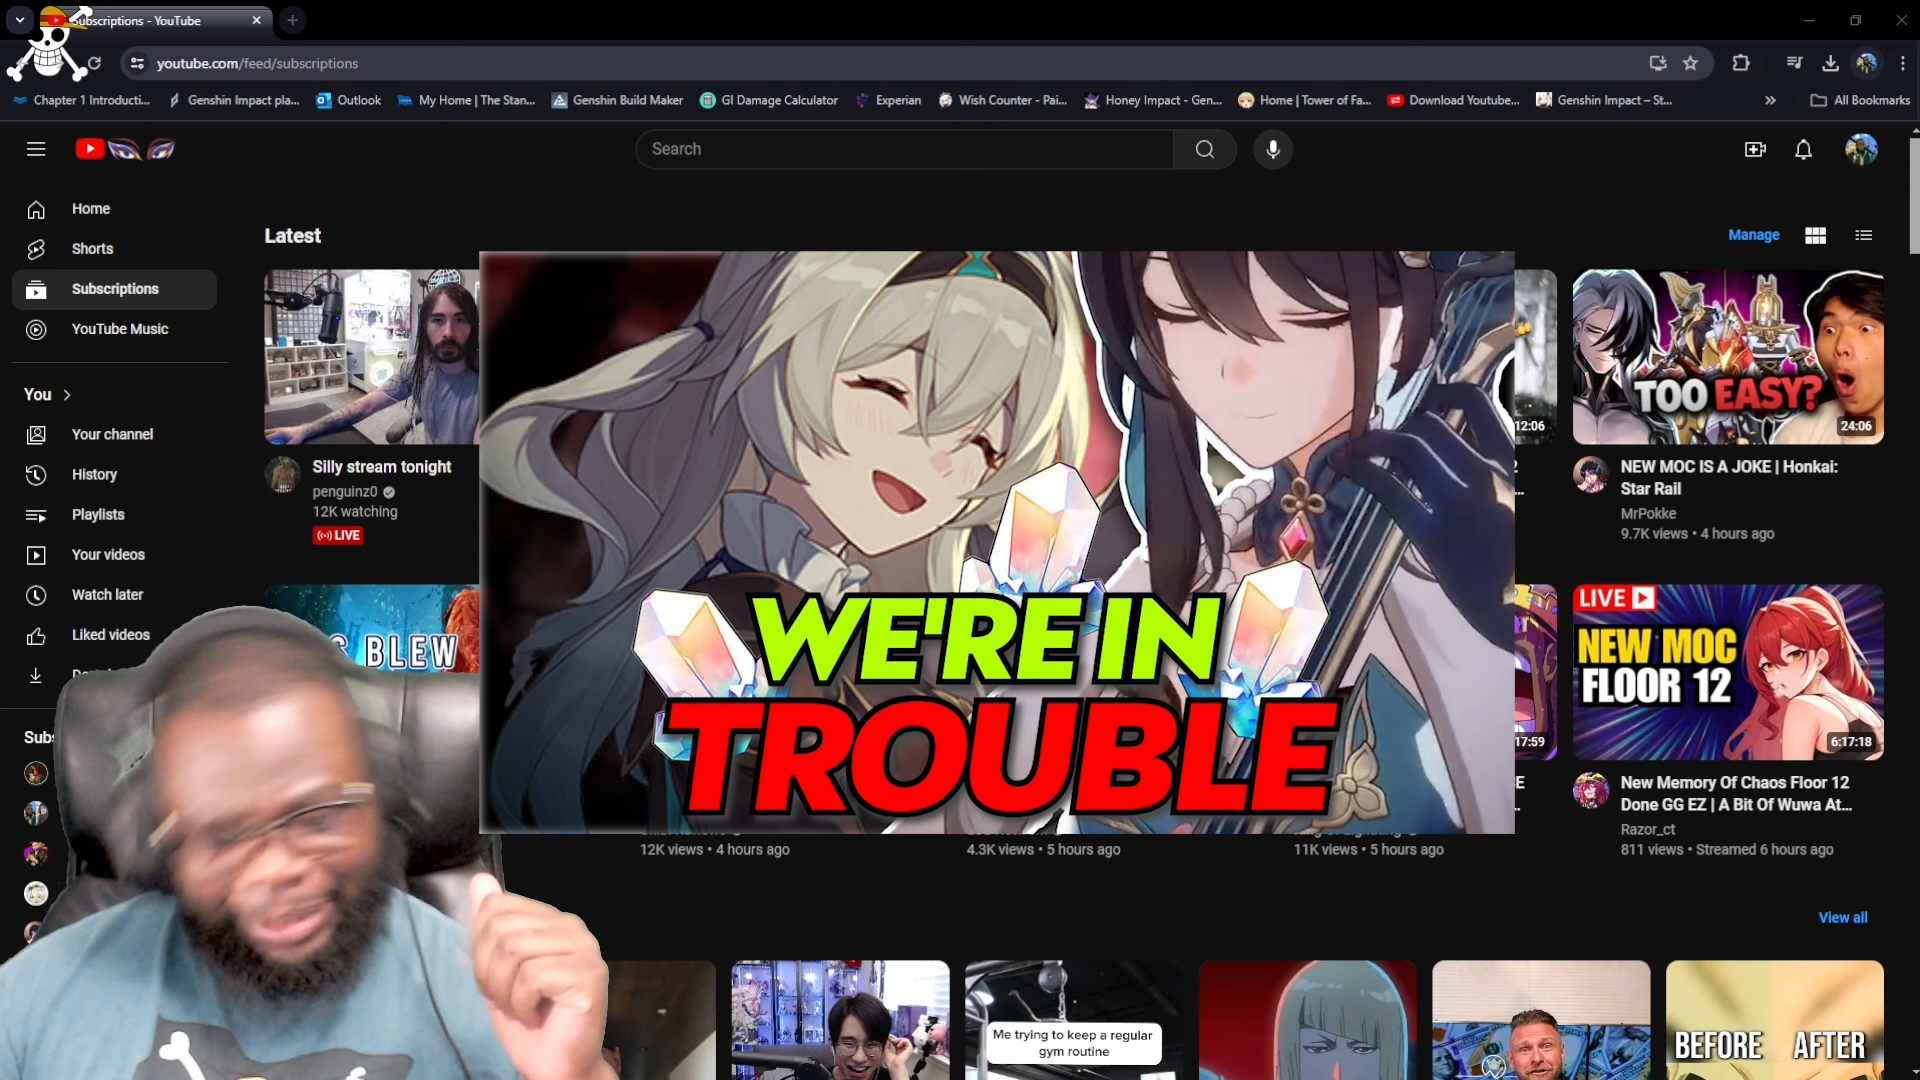 Subscriptions - YouTube
youtube.com/feed/subscriptions
Chapter 1 Introducti...
Genshin Impact pla...
Outlook
My Home | The Stan...
Genshin Build Maker
GI Damage Calculator
Experian
Wish Counter - Pai...
Honey Impact - Gen...
Home | Tower of Fa...
Download Youtube...
Genshin Impact – St...
All Bookmarks
Search
Home
Shorts
Subscriptions
YouTube Music
You
Your channel
History
Playlists
Your videos
Watch later
Liked videos
Subs
Latest
Manage
Silly stream tonight
penguinz0
12K watching
LIVE
BLEW
WE'RE IN
TROUBLE
12:06
TOO EASY?
24:06
NEW MOC IS A JOKE | Honkai:
Star Rail
MrPokke
9.7K views • 4 hours ago
17:59
LIVE
NEW MOC
FLOOR 12
6:17:18
New Memory Of Chaos Floor 12
Done GG EZ | A Bit Of Wuwa At...
Razor_ct
811 views • Streamed 6 hours ago
12K views • 4 hours ago
4.3K views • 5 hours ago
11K views • 5 hours ago
View all
Me trying to keep a regular
gym routine
BEFORE AFTER